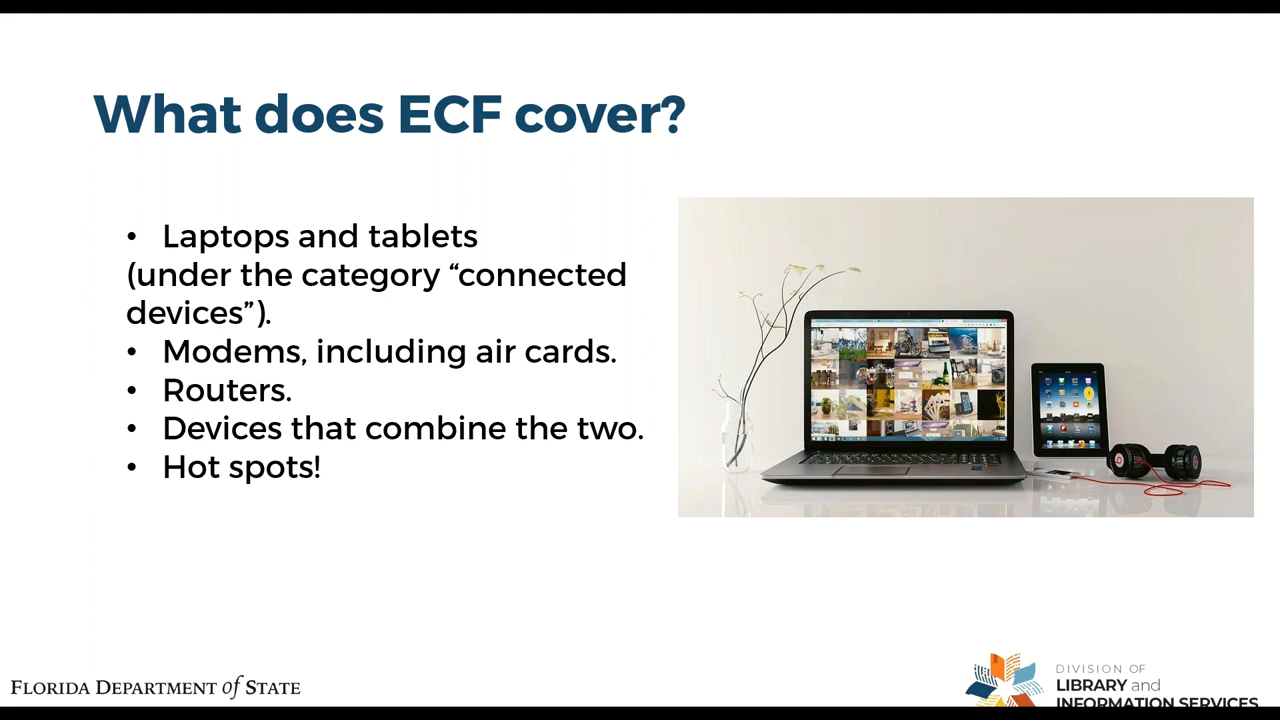 What does ECF cover?
• Laptops and tablets
(under the category “connected
devices”).
• Modems, including air cards.
• Routers.
• Devices that combine the two.
• Hot spots!
FLORIDA DEPARTMENT of STATE
DIVISION OF
LIBRARY and
INFORMATION SERVICES